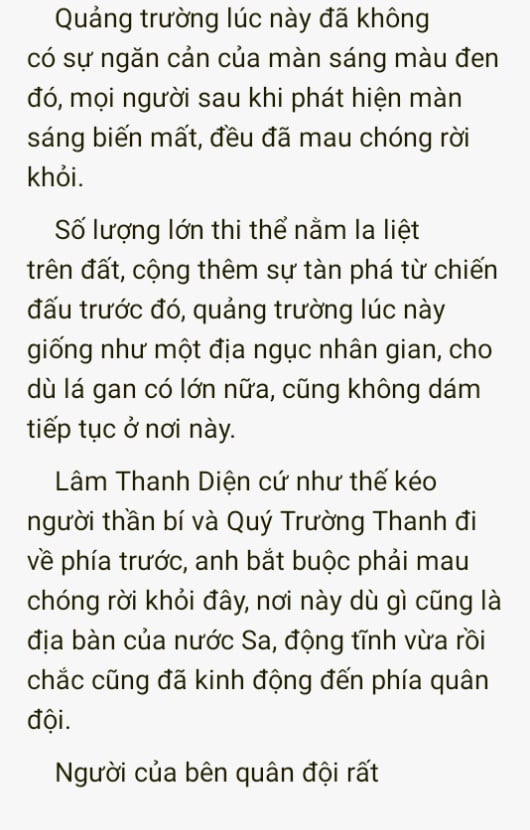 Quảng trường lúc này đã không
có sự ngăn cản của màn sáng màu đen
đó, mọi người sau khi phát hiện màn
sáng biến mất, đều đã mau chóng rời
khỏi.
Số lượng lớn thi thể nằm la liệt
trên đất, cộng thêm sự tàn phá từ chiến
đấu trước đó, quảng trường lúc này
giống như một địa ngục nhân gian, cho
dù lá gan có lớn nữa, cũng không dám
tiếp tục ở nơi này.
Lâm Thanh Diện cứ như thế kéo
người thần bí và Quý Trường Thanh đi
về phía trước, anh bắt buộc phải mau
chóng rời khỏi đây, nơi này dù gì cũng là
địa bàn của nước Sa, động tĩnh vừa rồi
chắc cũng đã kinh động đến phía quân
đội.
Người của bên quân đội rất